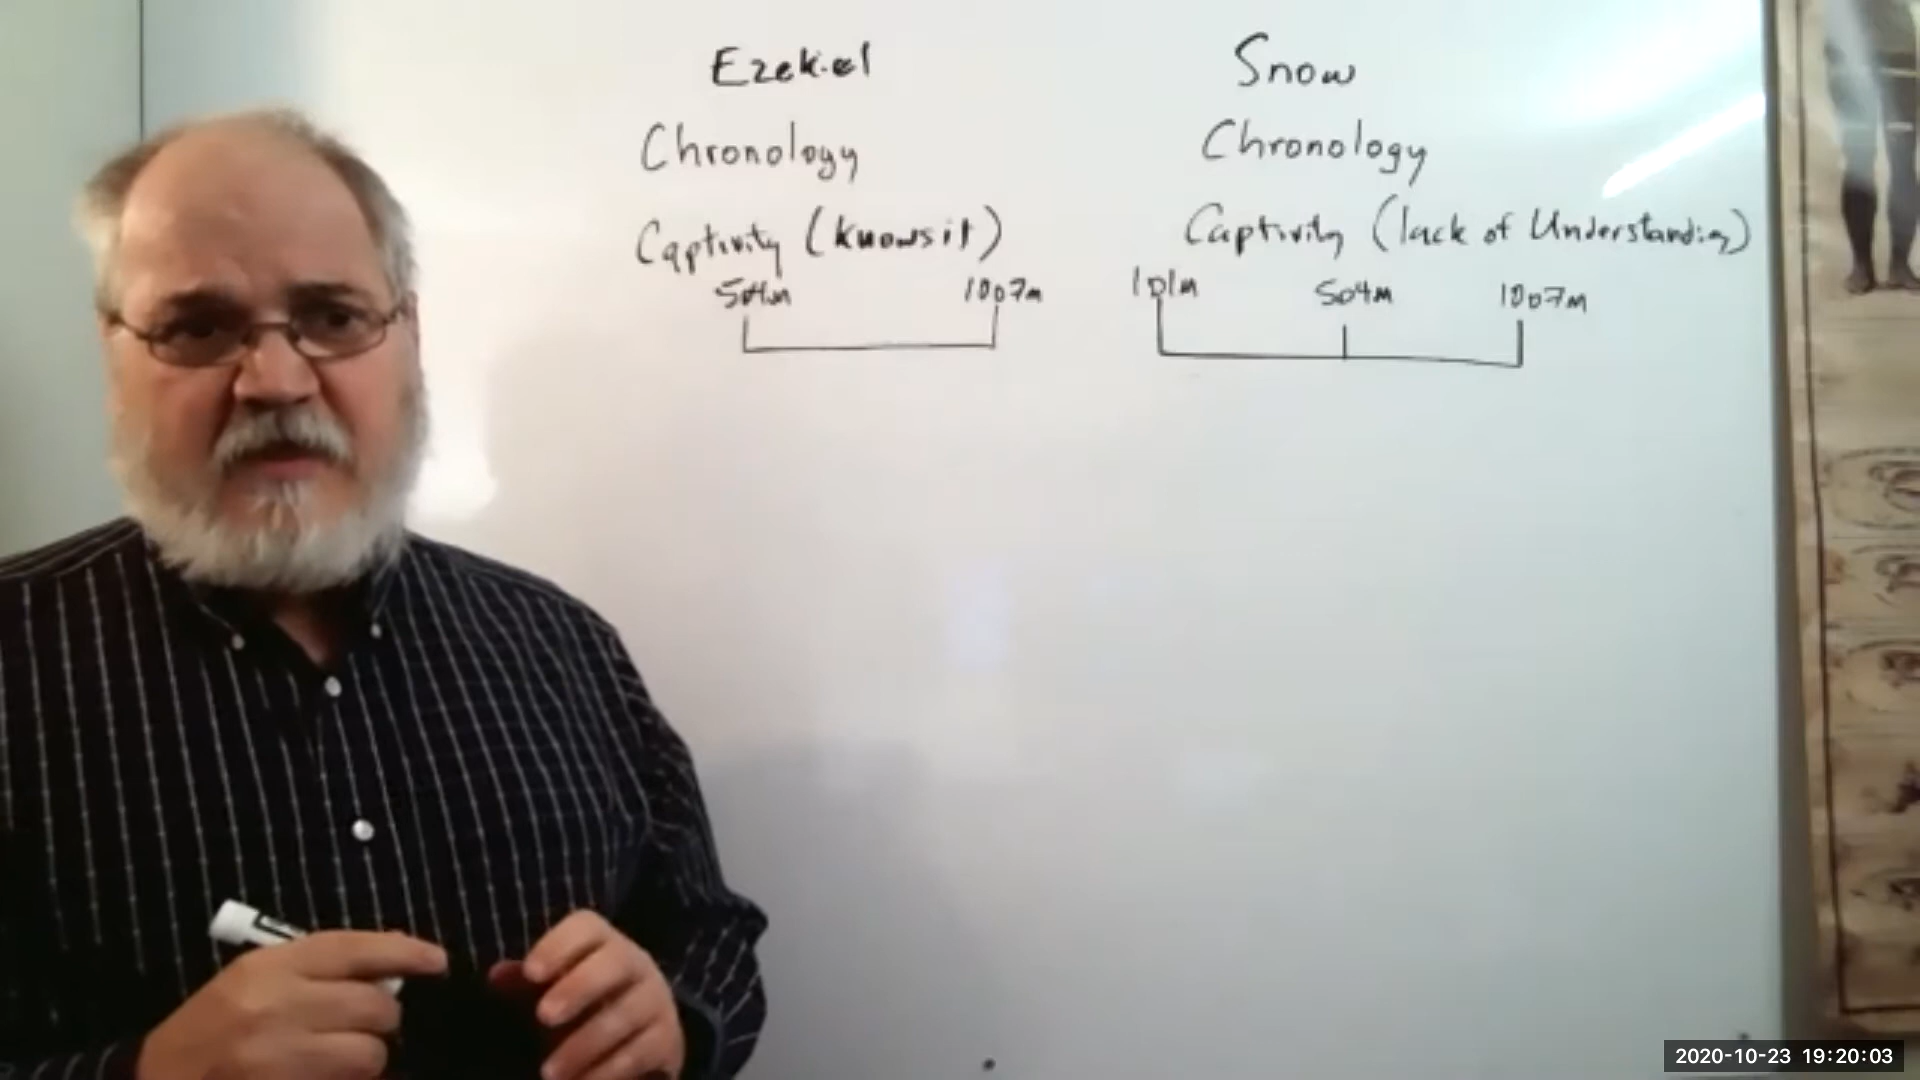 Ezekiel
Chronology
Captivity (knows it)
504m 1007m
Snow
Chronology
Captivity (lack of Understanding)
101m 504m 1007m
2020-10-23 19:20:03